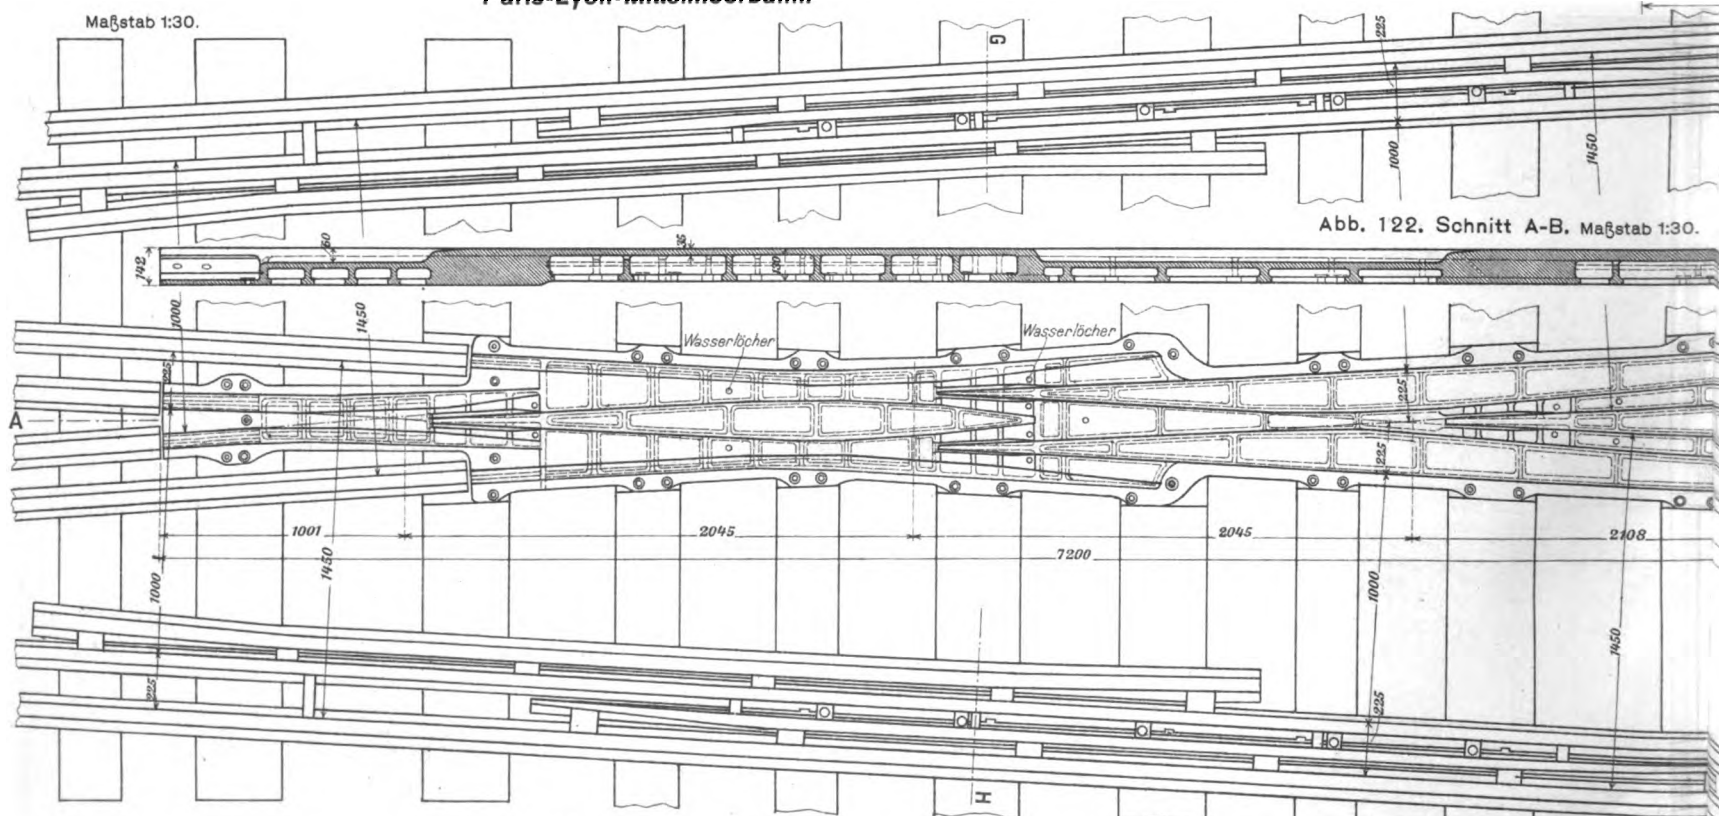 Paris-Lyon-Mittelmeerbahn.
Maßstab 1:30.
G
225
1450
1000
Abb. 122. Schnitt A-B. Maßstab 1:30.
142
60
35
130
1000
1450
Wasserlöcher
Wasserlöcher
225
225
A
225
1001
2045
2045
2108
7200
1000
1450
1000
1450
225
225
H